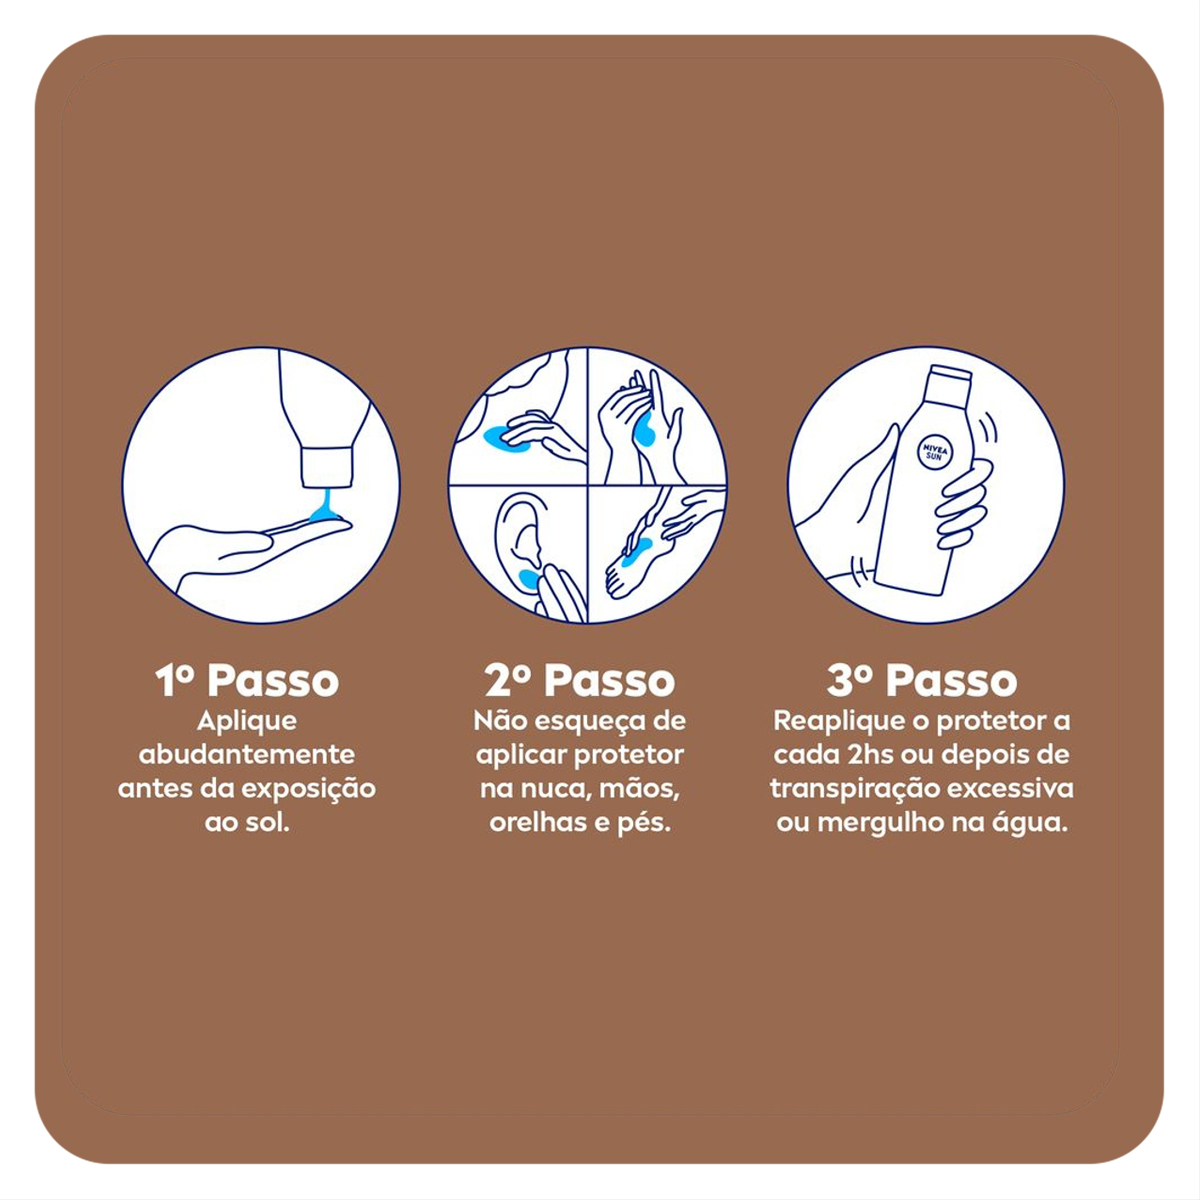 NIVEA
SUN
1º Passo
Aplique
abudantemente
antes da exposição
ao sol.
2º Passo
Não esqueça de
aplicar protetor
na nuca, mãos,
orelhas e pés.
3º Passo
Reaplique o protetor a
cada 2hs ou depois de
transpiração excessiva
ou mergulho na água.